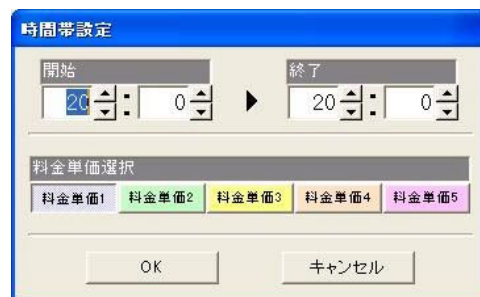 時間帯設定
開始 終了
20 : 0 ▶ 20 : 0
料金単価選択
料金単価1 料金単価2 料金単価3 料金単価4 料金単価5
OK キャンセル